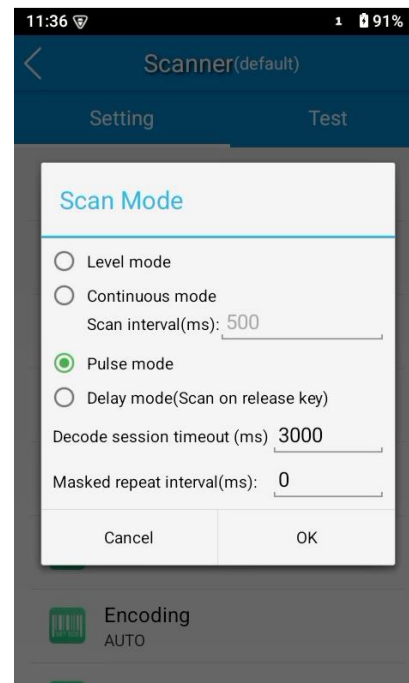 11:36 1 91%
Scanner(default)
Setting Test
Scan Mode
Level mode
Continuous mode
Scan interval(ms): 500
Pulse mode
Delay mode(Scan on release key)
Decode session timeout (ms) 3000
Masked repeat interval(ms): 0
Cancel OK
Encoding
AUTO